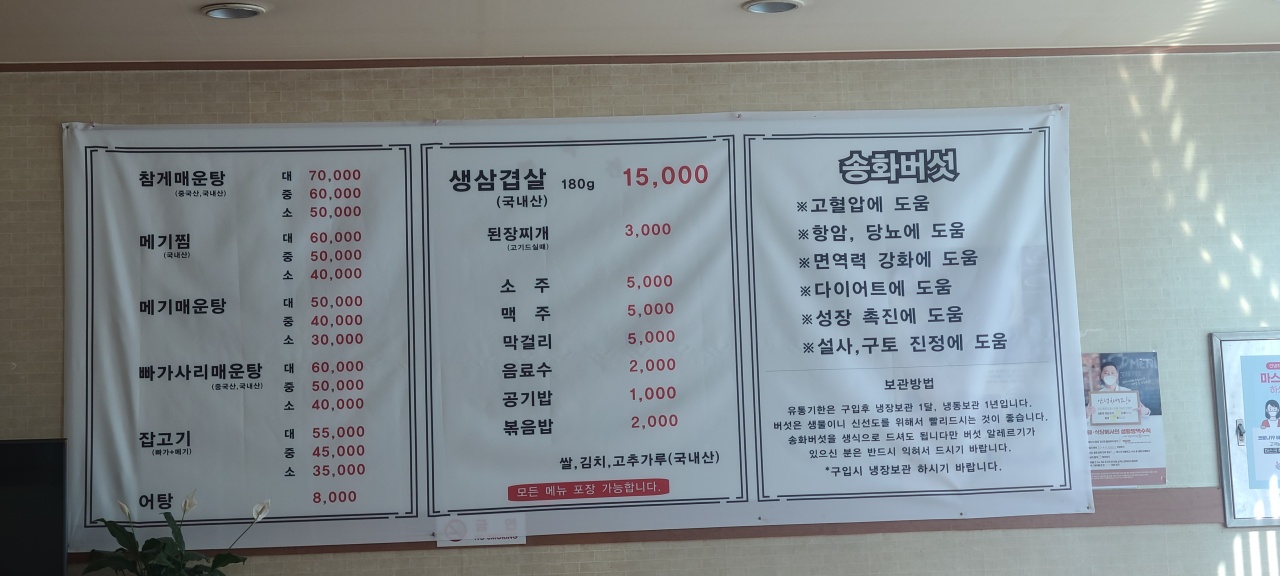 참게매운탕 대 70,000
(중국산,국내산) 중 60,000
소 50,000
메기찜 대 60,000
(국내산) 중 50,000
소 40,000
메기매운탕 대 50,000
중 40,000
소 30,000
빠가사리매운탕 대 60,000
(중국산,국내산) 중 50,000
소 40,000
잡고기 대 55,000
(빠가+메기) 중 45,000
소 35,000
어탕 8,000
생삼겹살 180g 15,000
(국내산)
된장찌개 3,000
(고기드실때)
소 주 5,000
맥 주 5,000
막걸리 5,000
음료수 2,000
공기밥 1,000
볶음밥 2,000
쌀,김치,고추가루(국내산)
모든 메뉴 포장 가능합니다.
송화버섯
※고혈압에 도움
※항암, 당뇨에 도움
※면역력 강화에 도움
※다이어트에 도움
※성장 촉진에 도움
※설사,구토 진정에 도움
보관방법
유통기한은 구입후 냉장보관 1달, 냉동보관 1년입니다.
버섯은 생물이니 신선도를 위해서 빨리드시는 것이 좋습니다.
송화버섯을 생식으로 드셔도 됩니다만 버섯 알레르기가
있으신 분은 반드시 익혀서 드시기 바랍니다.
*구입시 냉장보관 하시기 바랍니다.
금 연